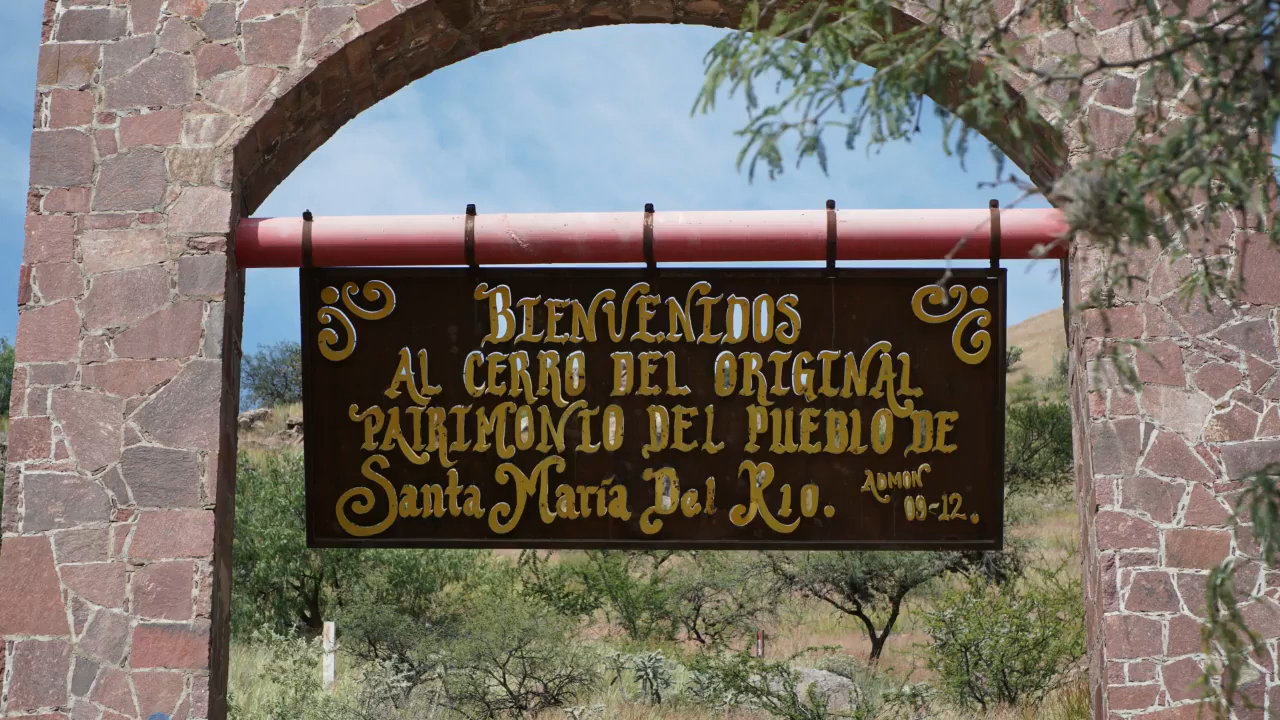 BIENVENIDOS
AL CERRO DEL ORIGINAL
PATRIMONIO DEL PUEBLO DE
Santa María Del Rio.
ADMON
09-12.